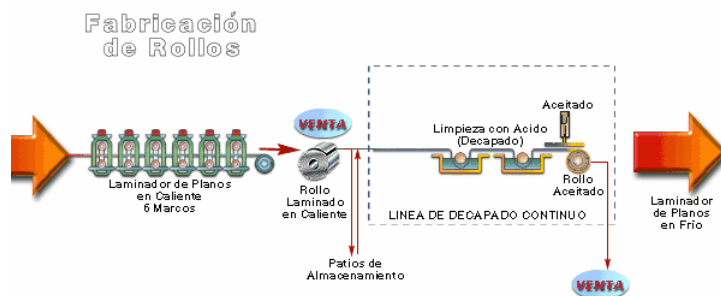 Fabricación
de Rollos
Laminador de Planos
en Caliente
6 Marcos
VENTA
Rollo
Laminado
en Caliente
Patios de
Almacenamiento
Limpieza con Acido
(Decapado)
Aceitado
Rollo
Aceitado
LINEA DE DECAPADO CONTINUO
VENTA
Laminador
de Planos
en Frio